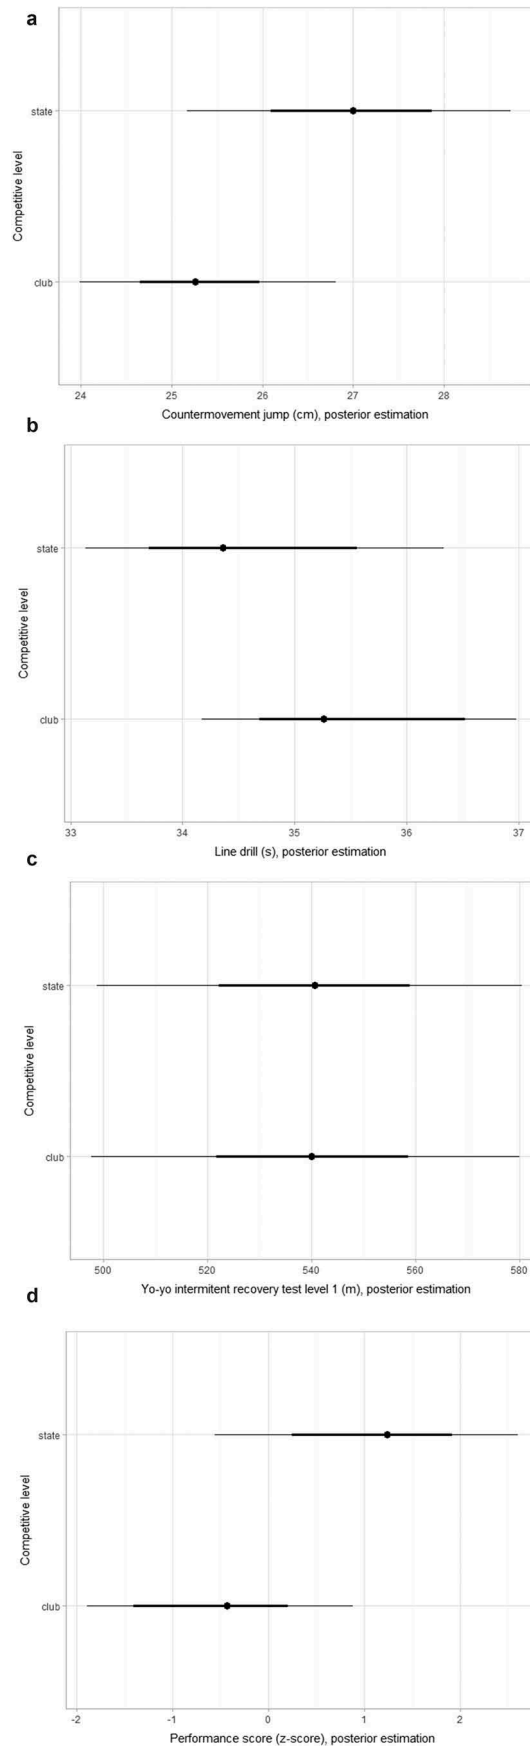 a
state
Competitive level
club
24 25 26 27 28
Countermovement jump (cm), posterior estimation
b
state
Competitive level
club
33 34 35 36 37
Line drill (s), posterior estimation
c
state
Competitive level
club
500 520 540 560 580
Yo-yo intermitent recovery test level 1 (m), posterior estimation
d
state
Competitive level
club
-2 -1 0 1 2
Performance score (z-score), posterior estimation